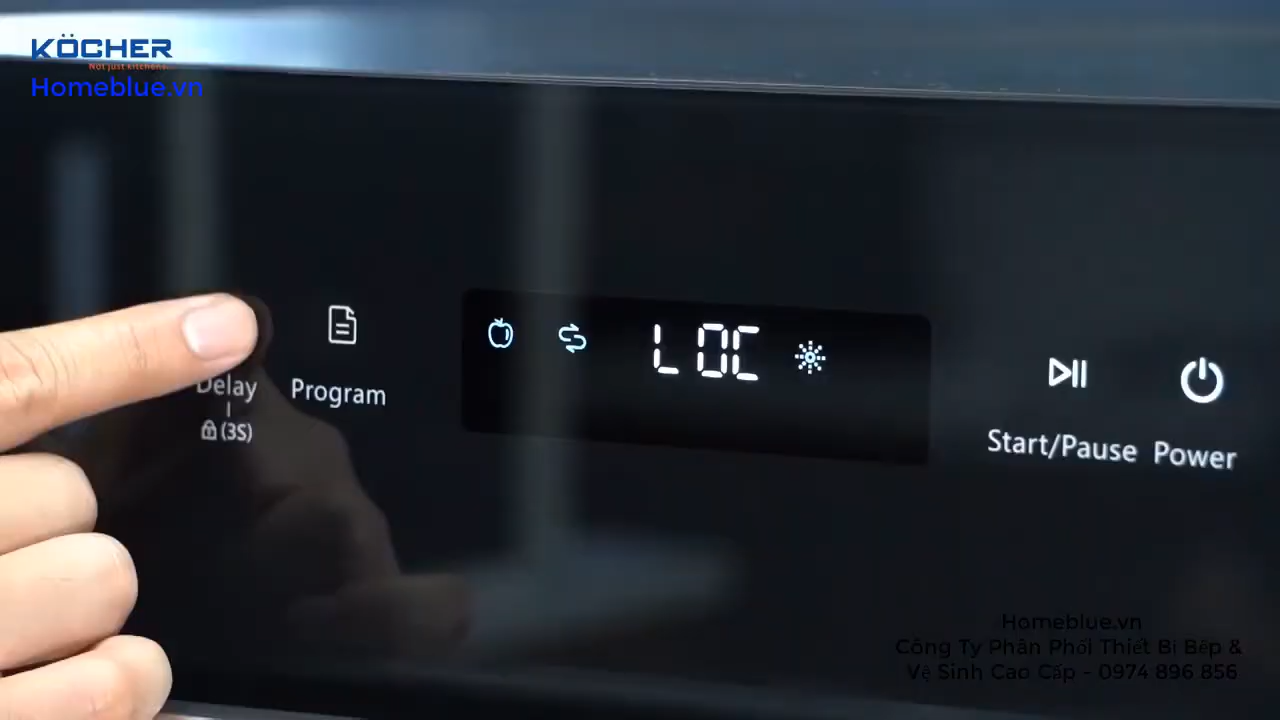 KÖCHER
Not just kitchens...
Homeblue.vn
Delay
(3S)
Program
LOC
Start/Pause
Power
Homeblue.vn
Công Ty Phân Phối Thiết Bị Bếp &
Vệ Sinh Cao Cấp - 0974 896 856